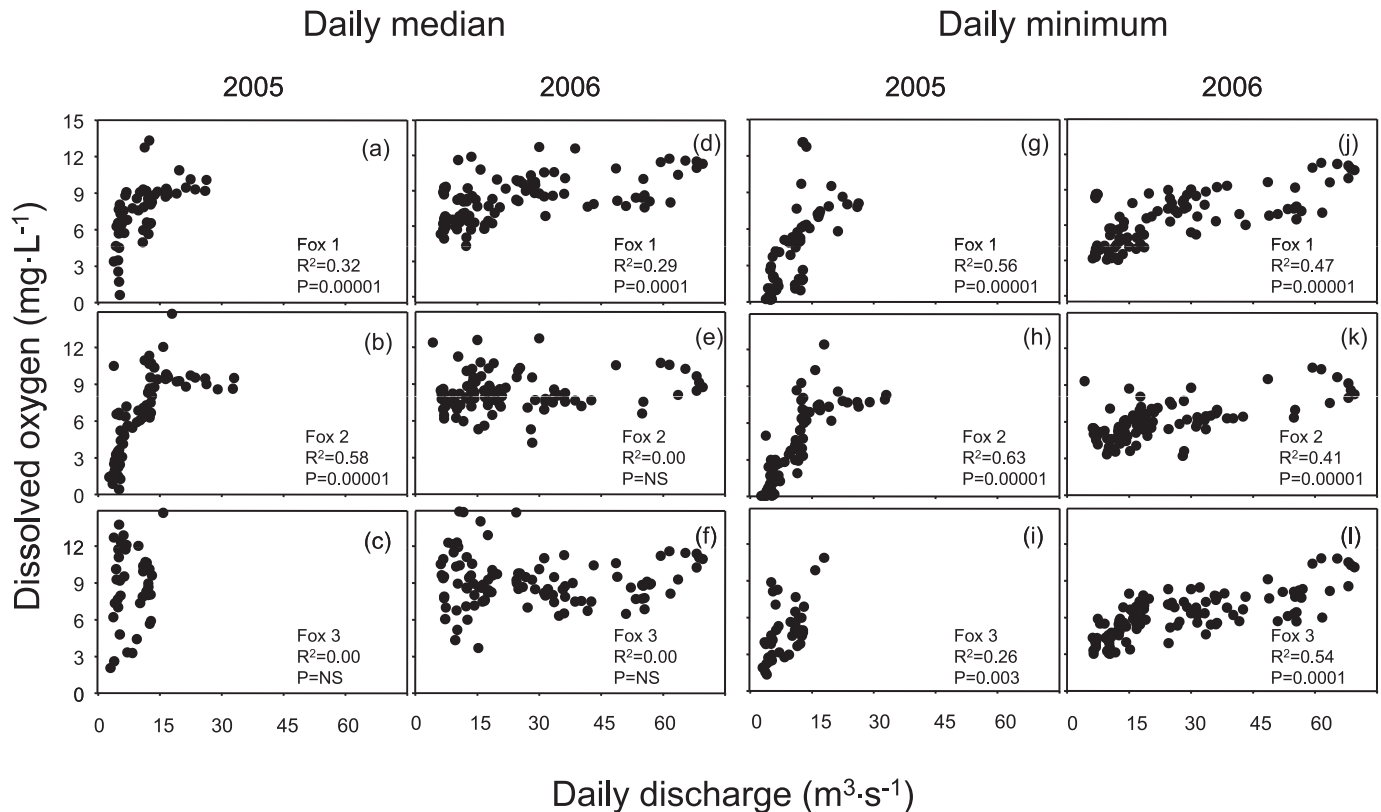 Daily median Daily minimum
2005 2006 2005 2006
Dissolved oxygen (mg·L⁻¹)
15
12
9
6
3
0
(a)
Fox 1
R²=0.32
P=0.00001
(d)
Fox 1
R²=0.29
P=0.0001
(g)
Fox 1
R²=0.56
P=0.00001
(j)
Fox 1
R²=0.47
P=0.00001
12
9
6
3
0
(b)
Fox 2
R²=0.58
P=0.00001
(e)
Fox 2
R²=0.00
P=NS
(h)
Fox 2
R²=0.63
P=0.00001
(k)
Fox 2
R²=0.41
P=0.00001
12
9
6
3
0
(c)
Fox 3
R²=0.00
P=NS
(f)
Fox 3
R²=0.00
P=NS
(i)
Fox 3
R²=0.26
P=0.003
(l)
Fox 3
R²=0.54
P=0.0001
0 15 30 45 60 0 15 30 45 60 0 15 30 45 60 0 15 30 45 60
Daily discharge (m³·s⁻¹)